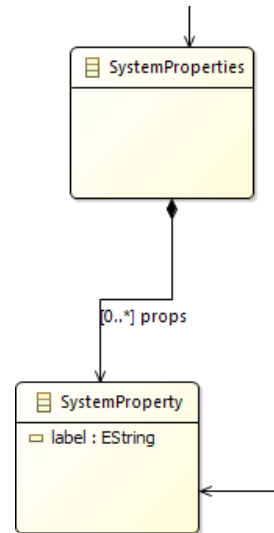 SystemProperties
[0..*] props
SystemProperty
label : EString